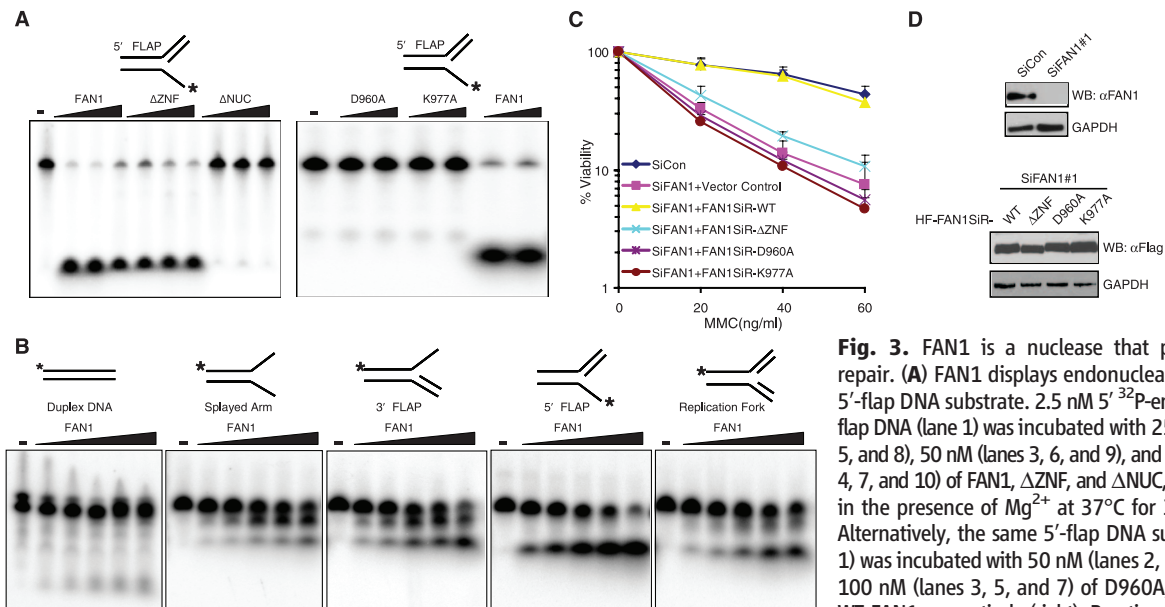 A
5′ FLAP
*
- FAN1 ΔZNF ΔNUC
5′ FLAP
*
- D960A K977A FAN1
B
*
Duplex DNA
FAN1
-
*
Splayed Arm
FAN1
-
*
3′ FLAP
FAN1
-
5′ FLAP
*
FAN1
-
*
Replication Fork
FAN1
-
C
% Viability
100
10
1
0 20 40 60
MMC(ng/ml)
SiCon
SiFAN1+Vector Control
SiFAN1+FAN1SiR-WT
SiFAN1+FAN1SiR-ΔZNF
SiFAN1+FAN1SiR-D960A
SiFAN1+FAN1SiR-K977A
D
SiCon SiFAN1#1
WB: αFAN1
GAPDH
SiFAN1#1
HF-FAN1SiR- WT ΔZNF D960A K977A
WB: αFlag
GAPDH
Fig. 3. FAN1 is a nuclease that p
repair. (A) FAN1 displays endonuclea
5′-flap DNA substrate. 2.5 nM 5′ ³²P-en
flap DNA (lane 1) was incubated with 25
5, and 8), 50 nM (lanes 3, 6, and 9), and
4, 7, and 10) of FAN1, ΔZNF, and ΔNUC,
in the presence of Mg²⁺ at 37°C for
Alternatively, the same 5′-flap DNA su
1) was incubated with 50 nM (lanes 2,
100 nM (lanes 3, 5, and 7) of D960A